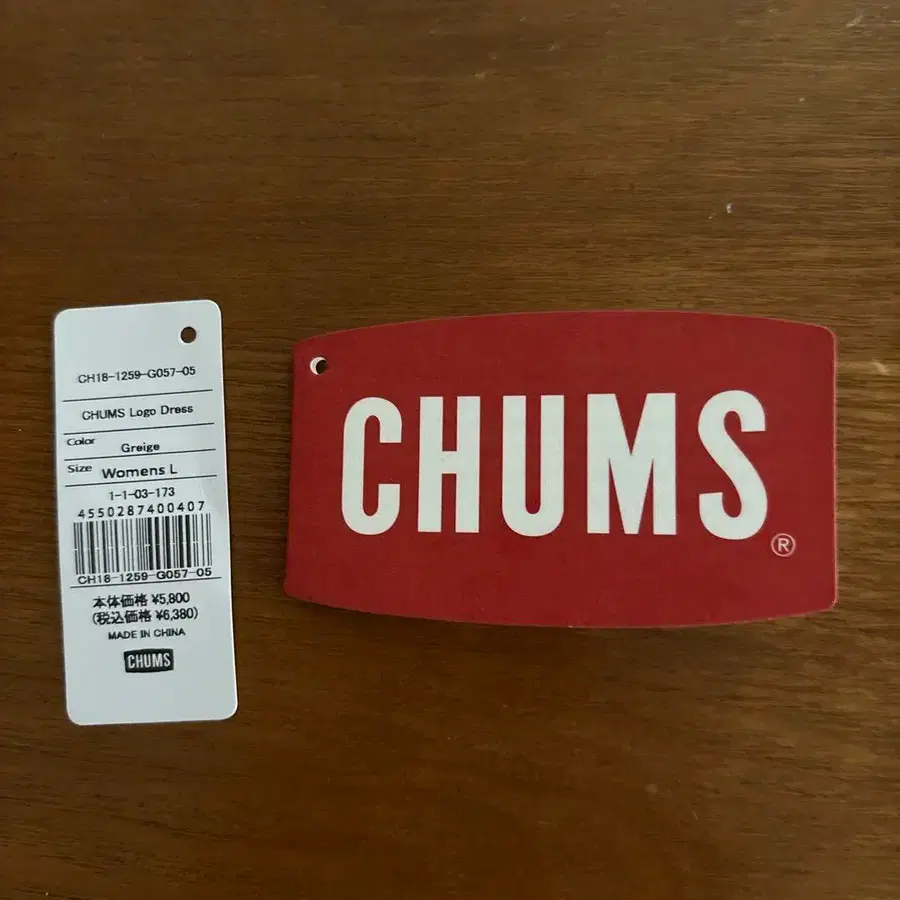 CH18-1259-G057-05
CHUMS Logo Dress
Color Greige
Size Womens L
1-1-03-173
4550287400407
CH18-1259-G057-05
本体価格 ¥5,800
(税込価格 ¥6,380)
MADE IN CHINA
CHUMS
CHUMS®